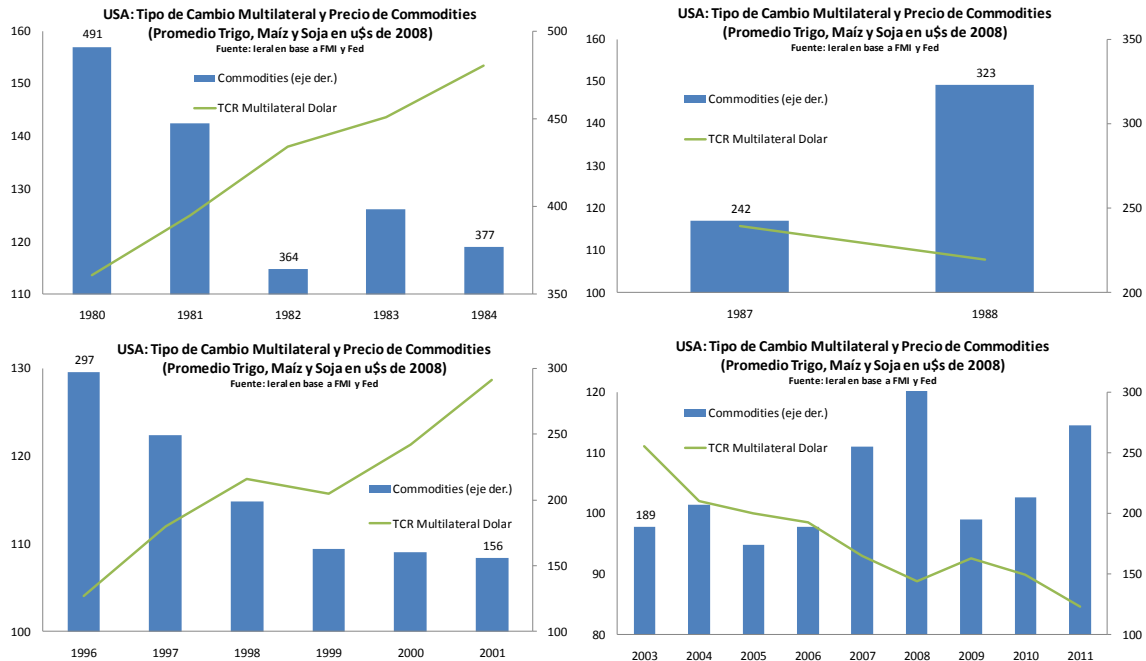 USA: Tipo de Cambio Multilateral y Precio de Commodities
(Promedio Trigo, Maíz y Soja en u$s de 2008)
Fuente: Ieral en base a FMI y Fed
160
150
140
130
120
110
500
450
400
350
491
364
377
Commodities (eje der.)
TCR Multilateral Dolar
1980 1981 1982 1983 1984
USA: Tipo de Cambio Multilateral y Precio de Commodities
(Promedio Trigo, Maíz y Soja en u$s de 2008)
Fuente: Ieral en base a FMI y Fed
160
150
140
130
120
110
100
350
300
250
200
242
323
Commodities (eje der.)
TCR Multilateral Dolar
1987 1988
USA: Tipo de Cambio Multilateral y Precio de Commodities
(Promedio Trigo, Maíz y Soja en u$s de 2008)
Fuente: Ieral en base a FMI y Fed
130
120
110
100
300
250
200
150
100
297
156
Commodities (eje der.)
TCR Multilateral Dolar
1996 1997 1998 1999 2000 2001
USA: Tipo de Cambio Multilateral y Precio de Commodities
(Promedio Trigo, Maíz y Soja en u$s de 2008)
Fuente: Ieral en base a FMI y Fed
120
110
100
90
80
300
250
200
150
100
189
Commodities (eje der.)
TCR Multilateral Dolar
2003 2004 2005 2006 2007 2008 2009 2010 2011